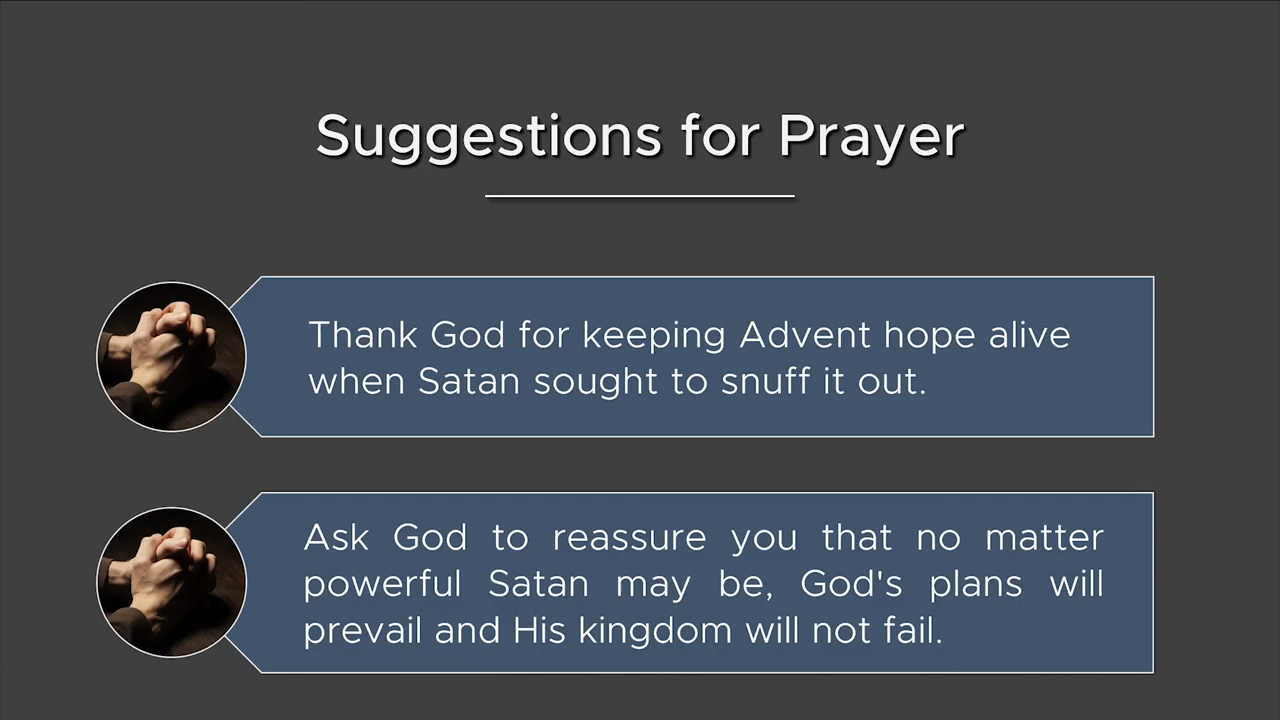 Suggestions for Prayer
Thank God for keeping Advent hope alive
when Satan sought to snuff it out.
Ask God to reassure you that no matter
powerful Satan may be, God's plans will
prevail and His kingdom will not fail.